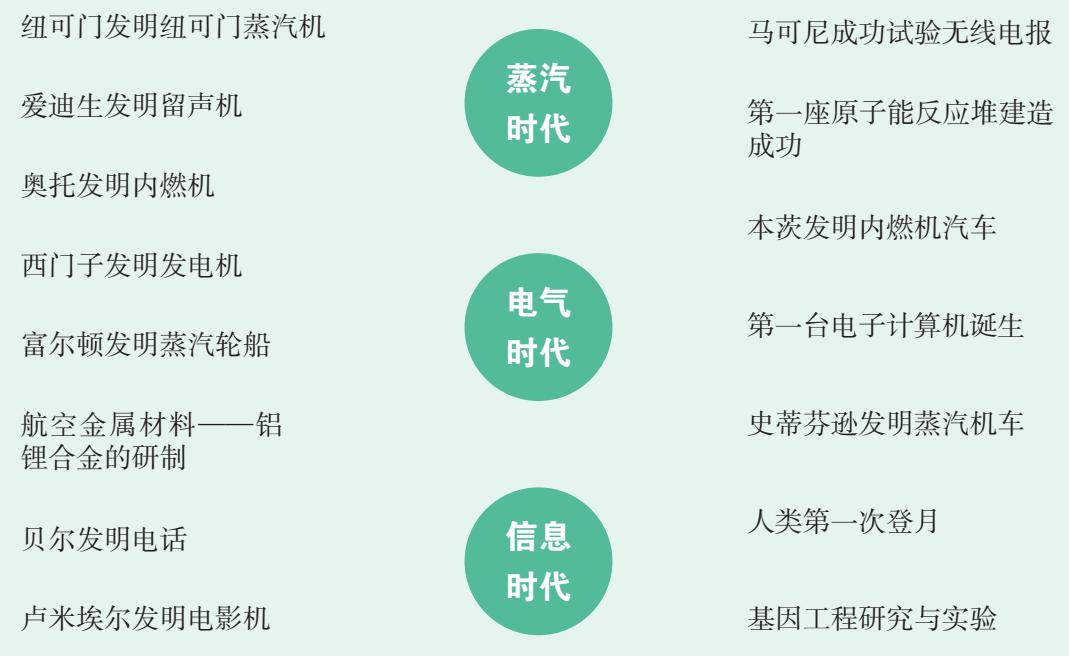 纽可门发明纽可门蒸汽机
爱迪生发明留声机
奥托发明内燃机
西门子发明发电机
富尔顿发明蒸汽轮船
航空金属材料——铝
锂合金的研制
贝尔发明电话
卢米埃尔发明电影机
蒸汽
时代
电气
时代
信息
时代
马可尼成功试验无线电报
第一座原子能反应堆建造
成功
本茨发明内燃机汽车
第一台电子计算机诞生
史蒂芬逊发明蒸汽机车
人类第一次登月
基因工程研究与实验